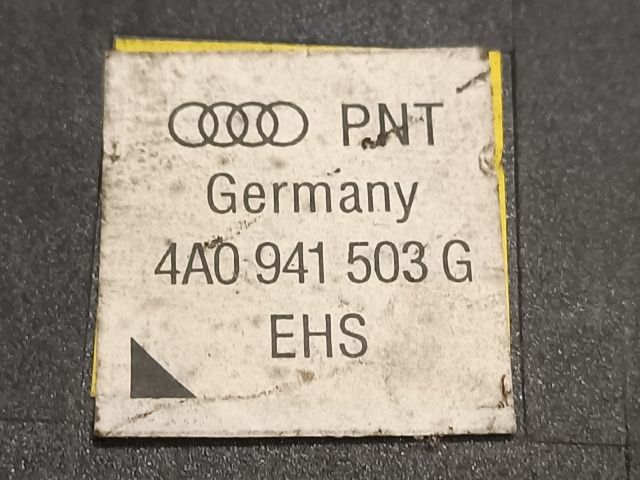 PNT
Germany
4A0 941 503 G
EHS